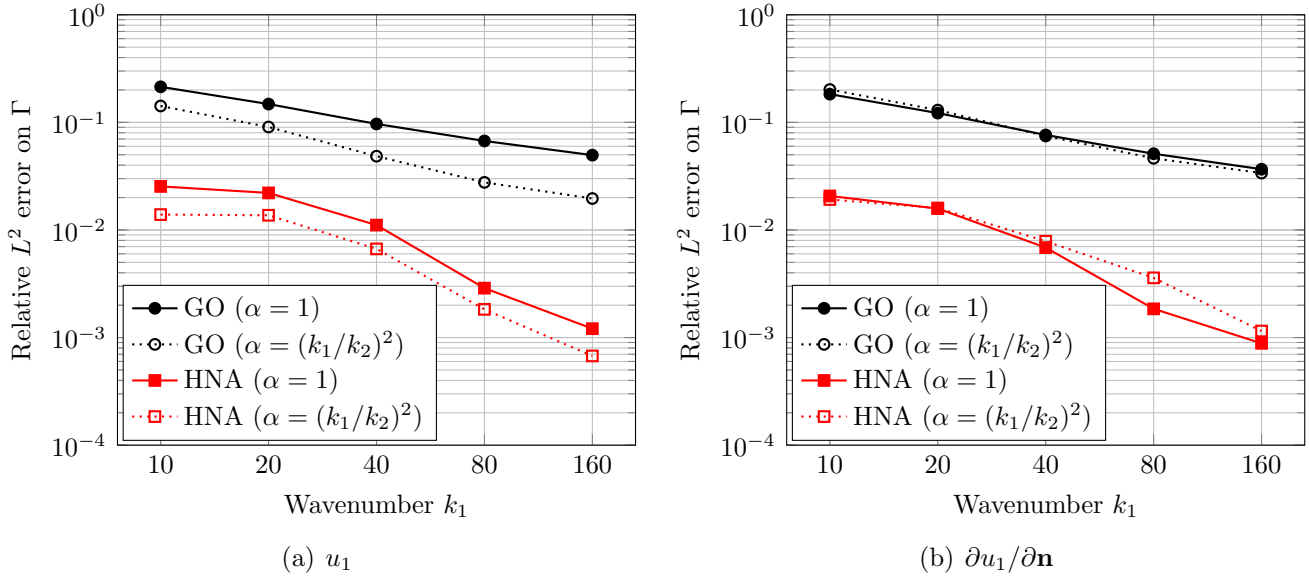 10^0
10^-1
10^-2
10^-3
10^-4
Relative L^2 error on Γ
GO (α = 1)
GO (α = (k_1/k_2)^2)
HNA (α = 1)
HNA (α = (k_1/k_2)^2)
10 20 40 80 160
Wavenumber k_1
(a) u_1
10^0
10^-1
10^-2
10^-3
10^-4
Relative L^2 error on Γ
GO (α = 1)
GO (α = (k_1/k_2)^2)
HNA (α = 1)
HNA (α = (k_1/k_2)^2)
10 20 40 80 160
Wavenumber k_1
(b) ∂u_1/∂n